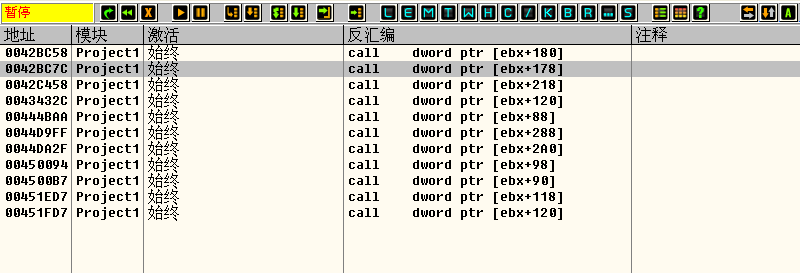 暂停 L E M T W H C / K B R ... S ? A
地址 模块 激活 反汇编 注释
0042BC58 Project1 始终 call dword ptr [ebx+180]
0042BC7C Project1 始终 call dword ptr [ebx+178]
0042C458 Project1 始终 call dword ptr [ebx+218]
0043432C Project1 始终 call dword ptr [ebx+120]
00444BAA Project1 始终 call dword ptr [ebx+88]
0044D9FF Project1 始终 call dword ptr [ebx+288]
0044DA2F Project1 始终 call dword ptr [ebx+2A0]
00450094 Project1 始终 call dword ptr [ebx+98]
004500B7 Project1 始终 call dword ptr [ebx+90]
00451ED7 Project1 始终 call dword ptr [ebx+118]
00451FD7 Project1 始终 call dword ptr [ebx+120]